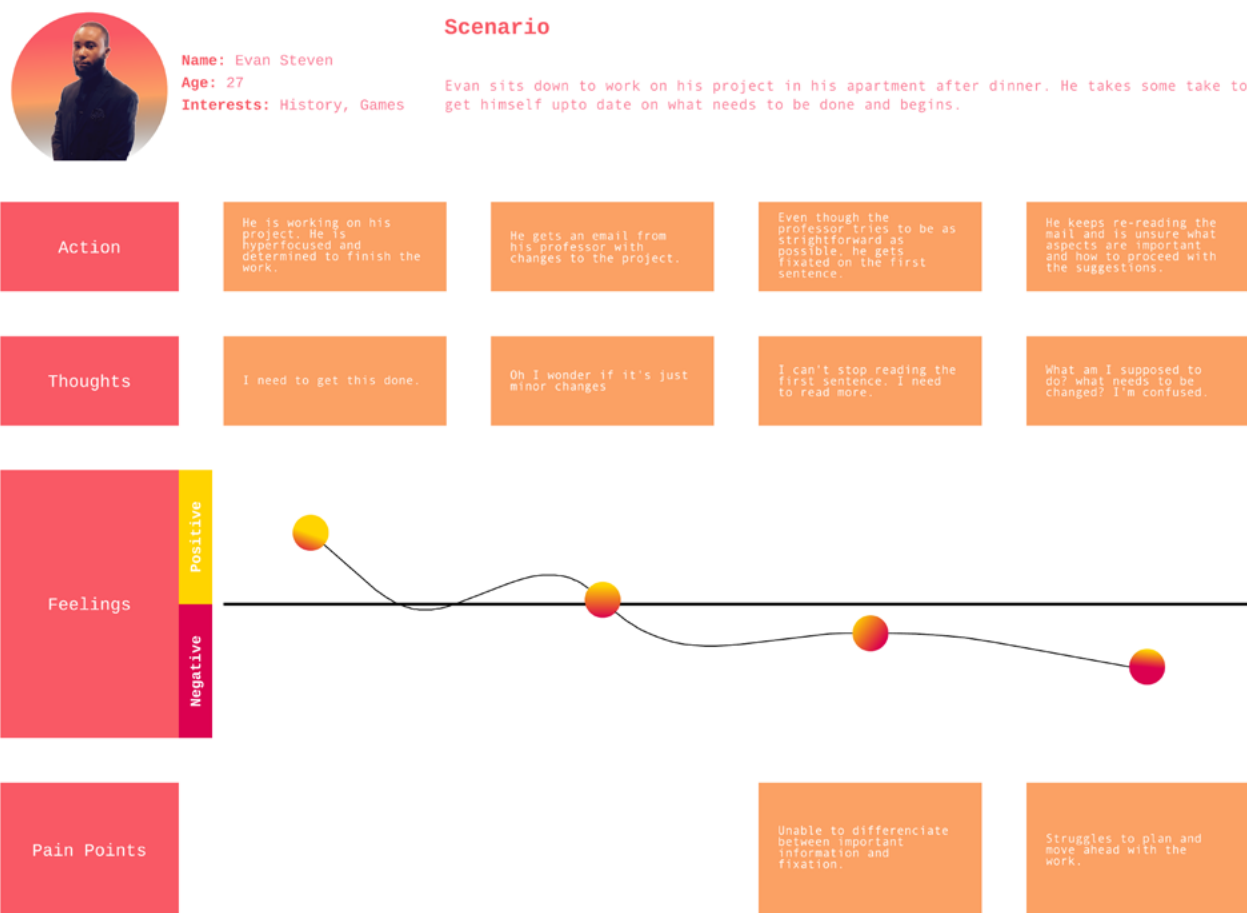 Scenario
Name: Evan Steven
Age: 27
Interests: History, Games
Evan sits down to work on his project in his apartment after dinner. He takes some take to
get himself upto date on what needs to be done and begins.
Action
He is working on his
project. He is
hyperfocused and
determined to finish the
work.
He gets an email from
his professor with
changes to the project.
Even though the
professor tries to be as
strightforward as
possible, he gets
fixated on the first
sentence.
He keeps re-reading the
mail and is unsure what
aspects are important
and how to proceed with
the suggestions.
Thoughts
I need to get this done.
Oh I wonder if it's just
minor changes
I can't stop reading the
first sentence. I need
to read more.
What am I supposed to
do? what needs to be
changed? I'm confused.
Feelings
Positive
Negative
Pain Points
Unable to differenciate
between important
information and
fixation.
Struggles to plan and
move ahead with the
work.